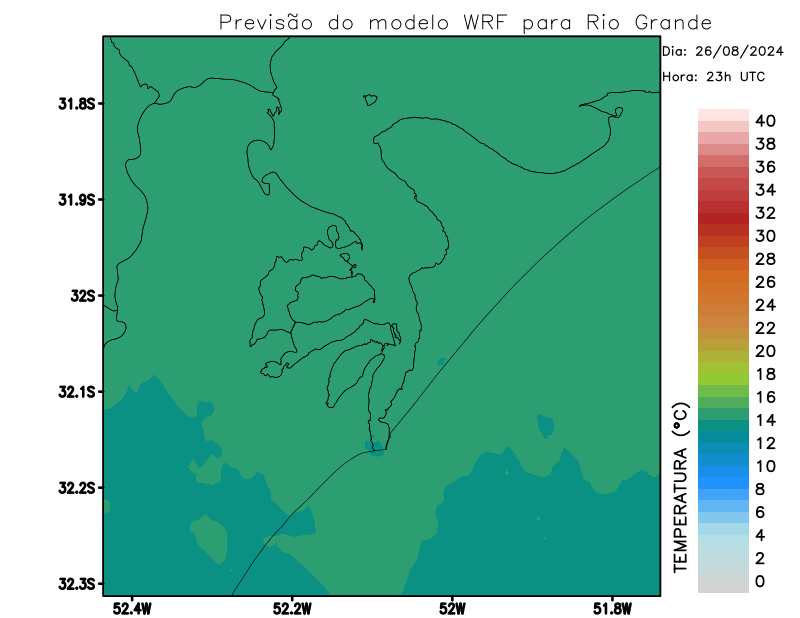 Previsão do modelo WRF para Rio Grande
Dia: 26/08/2024
Hora: 23h UTC
31.8S
31.9S
32S
32.1S
32.2S
32.3S
52.4W
52.2W
52W
51.8W
TEMPERATURA (°C)
40
38
36
34
32
30
28
26
24
22
20
18
16
14
12
10
8
6
4
2
0